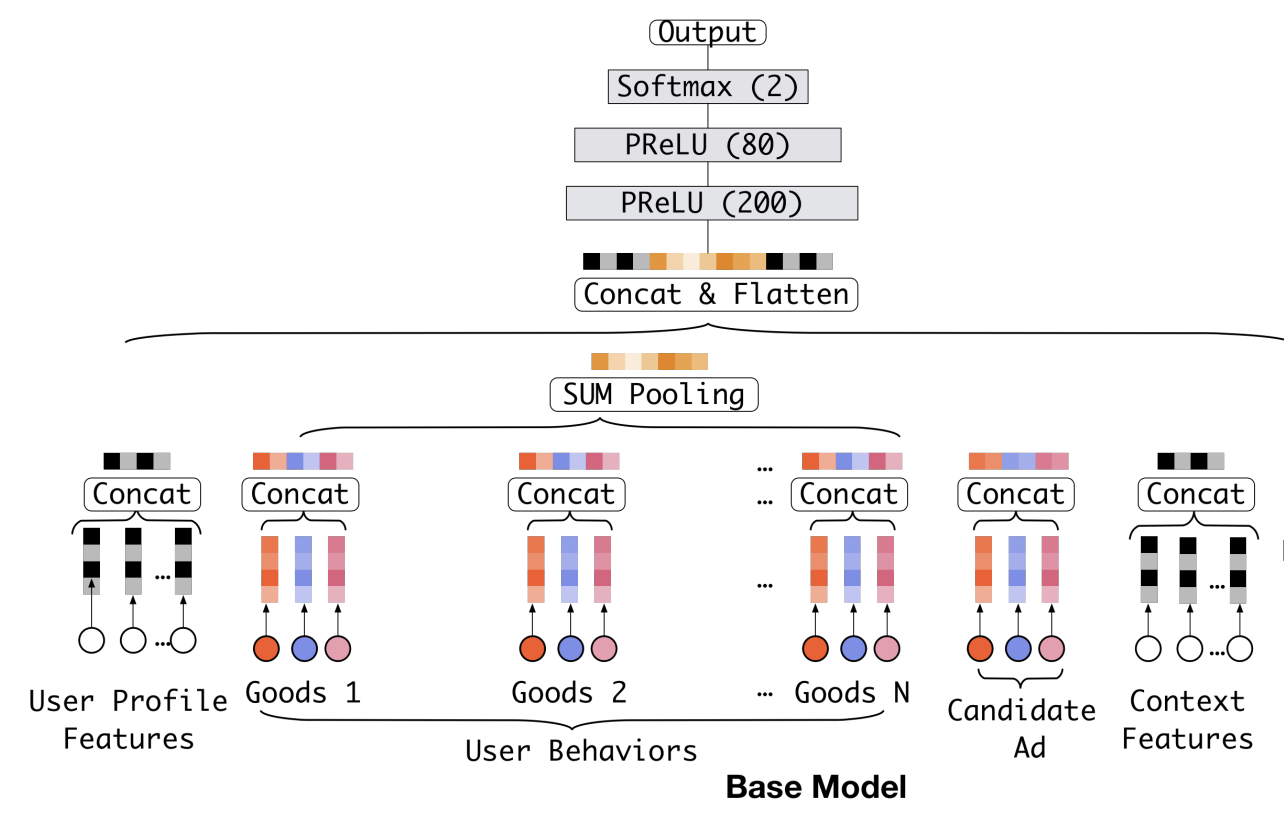 Output
Softmax (2)
PReLU (80)
PReLU (200)
Concat & Flatten
SUM Pooling
...
Concat
Concat
Concat
...
Concat
Concat
Concat
...
...
...
...
...
User Profile
Features
Goods 1
Goods 2
...
Goods N
Candidate
Ad
Context
Features
User Behaviors
Base Model